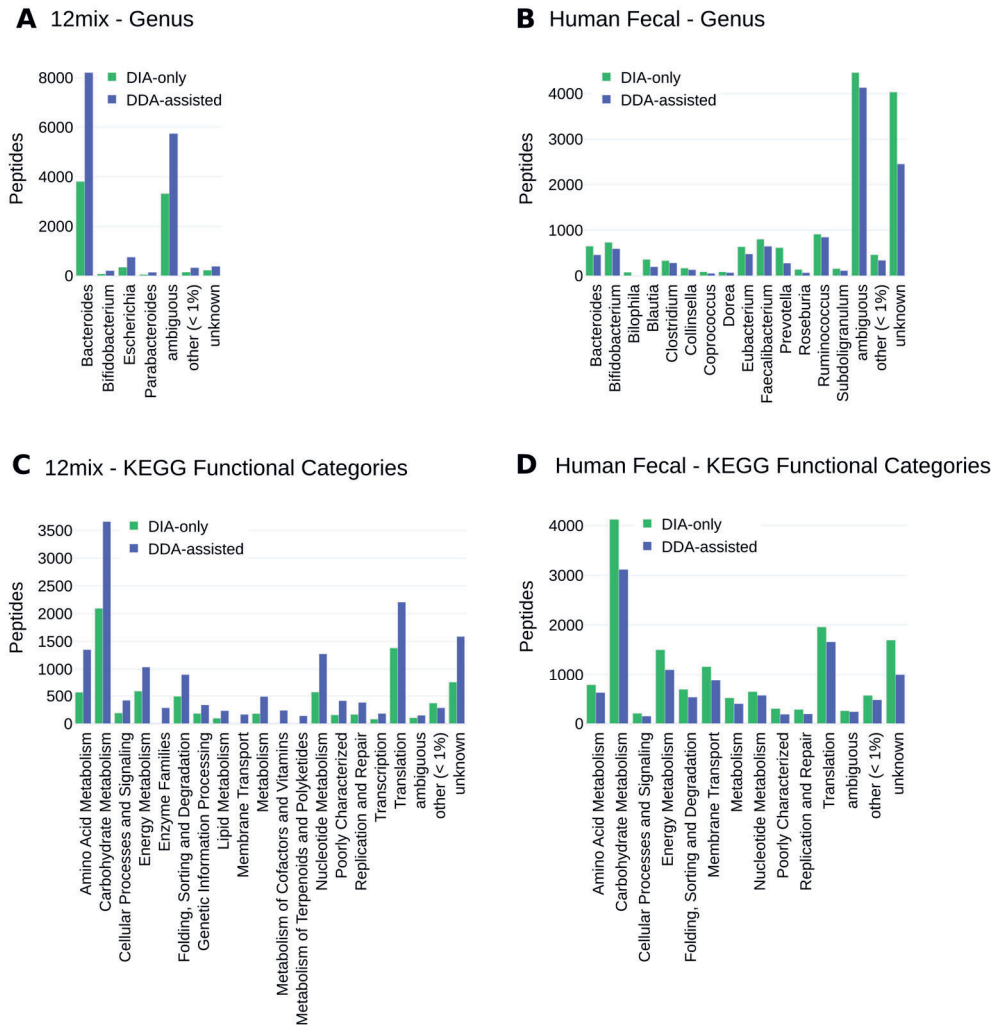 A 12mix - Genus
8000
6000
4000
2000
0
Peptides
DIA-only
DDA-assisted
Bacteroides
Bifidobacterium
Escherichia
Parabacteroides
ambiguous
other (< 1%)
unknown
B Human Fecal - Genus
4000
3000
2000
1000
0
Peptides
DIA-only
DDA-assisted
Bacteroides
Bifidobacterium
Bilophila
Blautia
Clostridium
Collinsella
Coprococcus
Dorea
Eubacterium
Faecalibacterium
Prevotella
Roseburia
Ruminococcus
Subdoligranulum
ambiguous
other (< 1%)
unknown
C 12mix - KEGG Functional Categories
3500
3000
2500
2000
1500
1000
500
0
Peptides
DIA-only
DDA-assisted
Amino Acid Metabolism
Carbohydrate Metabolism
Cellular Processes and Signaling
Energy Metabolism
Enzyme Families
Folding, Sorting and Degradation
Genetic Information Processing
Lipid Metabolism
Membrane Transport
Metabolism
Metabolism of Cofactors and Vitamins
Metabolism of Terpenoids and Polyketides
Nucleotide Metabolism
Poorly Characterized
Replication and Repair
Transcription
Translation
ambiguous
other (< 1%)
unknown
D Human Fecal - KEGG Functional Categories
4000
3000
2000
1000
0
Peptides
DIA-only
DDA-assisted
Amino Acid Metabolism
Carbohydrate Metabolism
Cellular Processes and Signaling
Energy Metabolism
Folding, Sorting and Degradation
Membrane Transport
Metabolism
Nucleotide Metabolism
Poorly Characterized
Replication and Repair
Translation
ambiguous
other (< 1%)
unknown